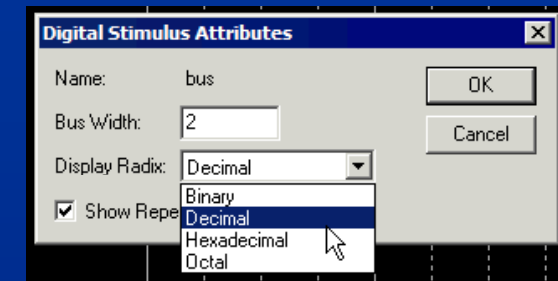 Digital Stimulus Attributes
Name: bus
OK
Bus Width: 2
Cancel
Display Radix: Decimal
Binary
Show Repe
Decimal
Hexadecimal
Octal